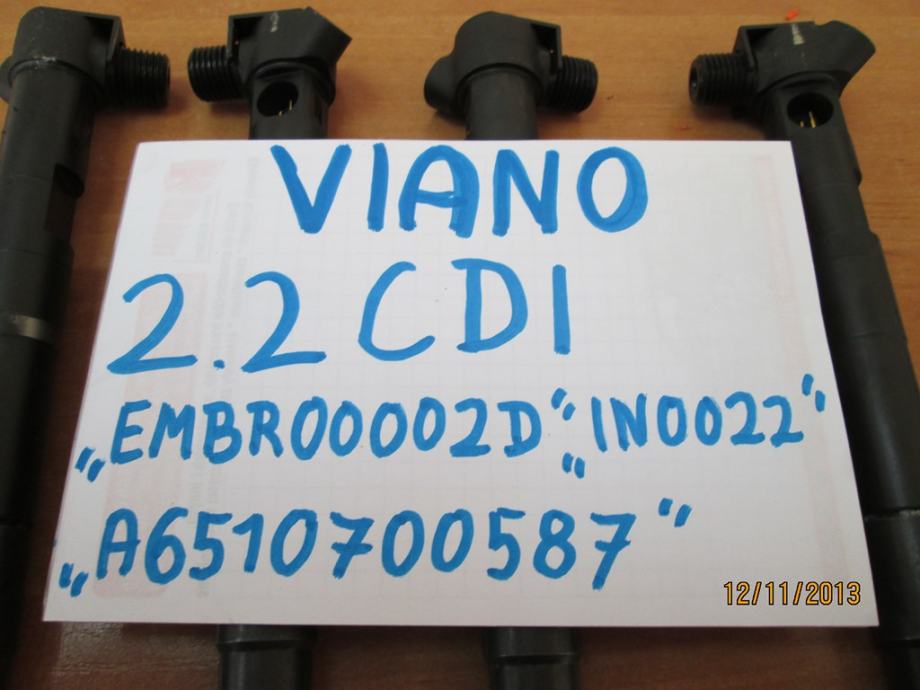 VIANO
2.2 CDI
„EMBR00002D“ „IN0022“
„A6510700587“
12/11/2013